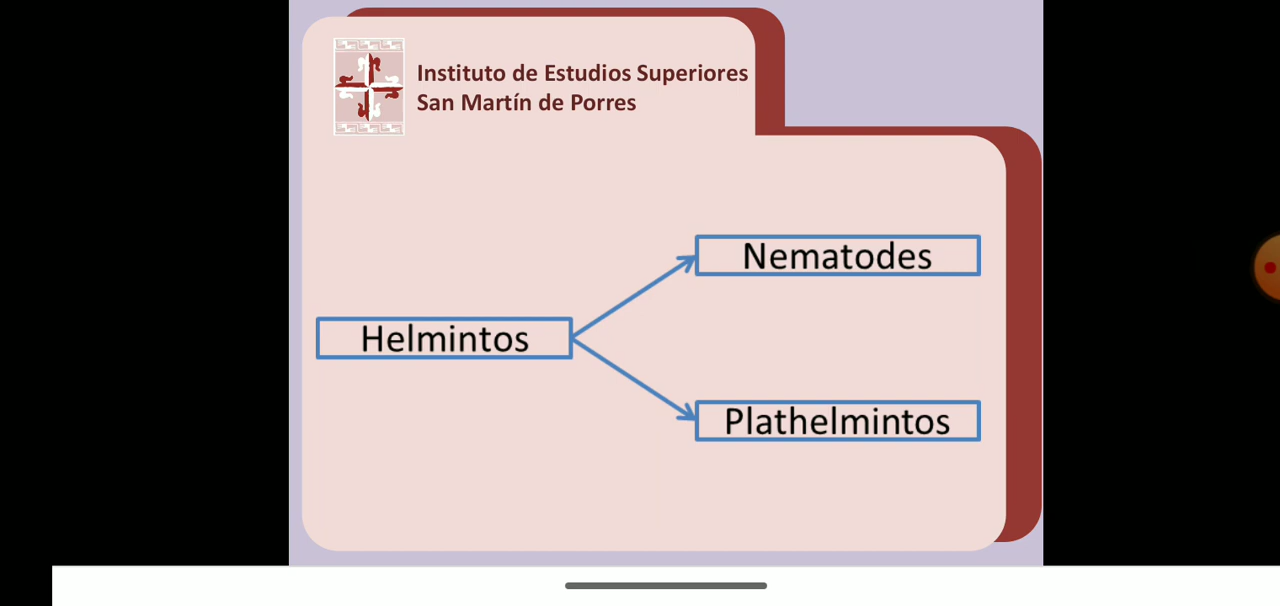 Instituto de Estudios Superiores
San Martín de Porres
Nematodes
Helmintos
Plathelmintos